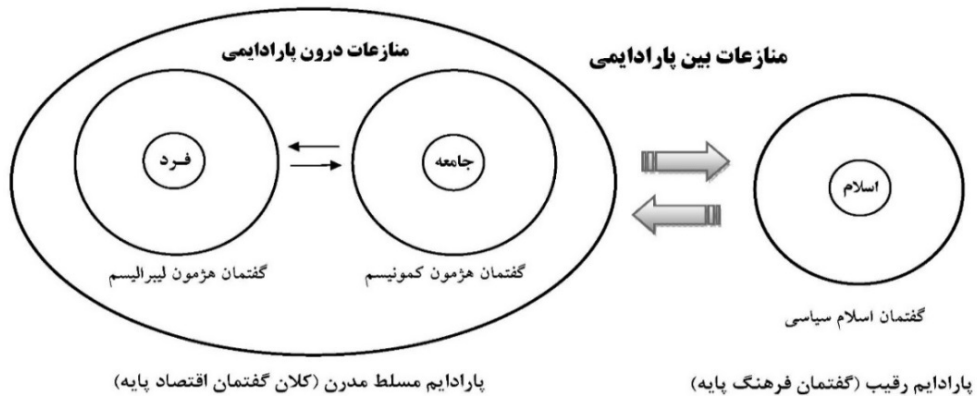 منازعات بین پارادایمی
منازعات درون پارادایمی
اسلام
جامعه
فرد
گفتمان هژمون کمونیسم
گفتمان هژمون لیبرالیسم
گفتمان اسلام سیاسی
پارادایم رقیب (گفتمان فرهنگ پایه)
پارادایم مسلط مدرن (کلان گفتمان اقتصاد پایه)